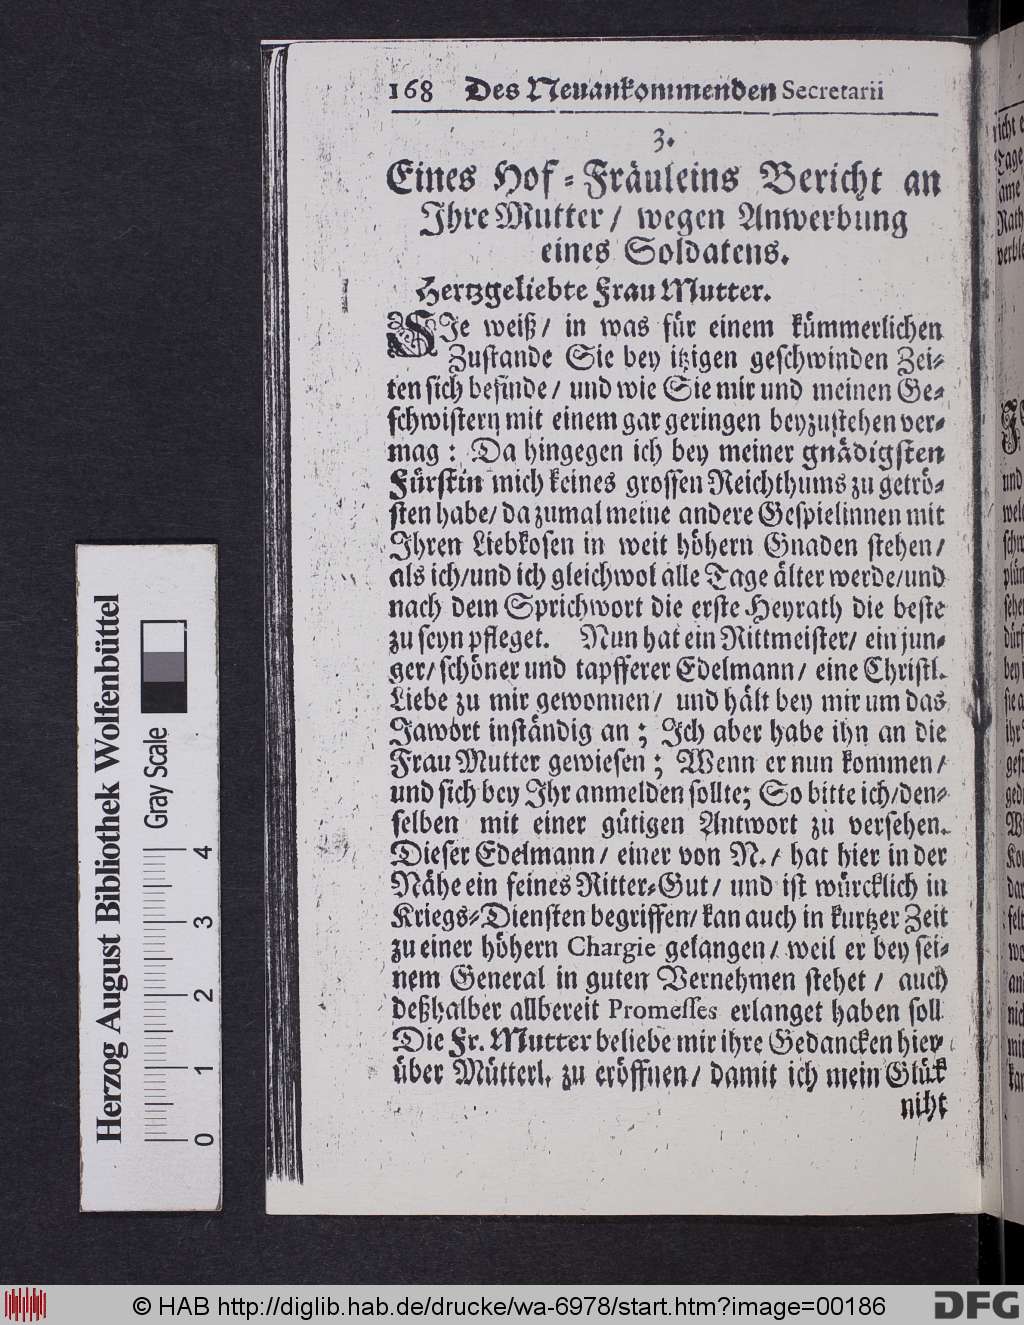 168 Des Neuankommenden Secretarii
3.
Eines Hof-Fräuleins Bericht an
Ihre Mutter/ wegen Anwerbung
eines Soldatens.
Hertzgeliebte Frau Mutter.
SIe weiß/ in was für einem kümmerlichen
Zustande Sie bey itzigen geschwinden Zei-
ten sich befinde/ und wie Sie mir und meinen Ge-
schwistern mit einem gar geringen beyzustehen ver-
mag: Da hingegen ich bey meiner gnädigsten
Fürstin mich keines grossen Reichthums zu getrö-
sten habe/ da zumal meine andere Gespielinnen mit
Ihren Liebkosen in weit höhern Gnaden stehen/
als ich/ und ich gleichwol alle Tage älter werde/ und
nach dem Sprichwort die erste Heyrath die beste
zu seyn pfleget. Nun hat ein Rittmeister/ ein jun-
ger/ schöner und tapfferer Edelmann/ eine Christl.
Liebe zu mir gewonnen/ und hält bey mir um das
Jawort inständig an; Ich aber habe ihn an die
Frau Mutter gewiesen; Wenn er nun kommen/
und sich bey Ihr anmelden sollte; So bitte ich/ den-
selben mit einer gütigen Antwort zu versehen.
Dieser Edelmann/ einer von N./ hat hier in der
Nähe ein feines Ritter-Gut/ und ist würcklich in
Kriegs-Diensten begriffen/ kan auch in kurtzer Zeit
zu einer höhern Chargie gelangen/ weil er bey sei-
nem General in guten Vernehmen stehet/ auch
deßhalber allbereit Promesses erlanget haben soll
Die Fr. Mutter beliebe mir ihre Gedancken hier-
über Mütterl. zu eröffnen/ damit ich mein Glük
niht
Herzog August Bibliothek Wolfenbüttel
Gray Scale
0 1 2 3 4
© HAB http://diglib.hab.de/drucke/wa-6978/start.htm?image=00186
DFG